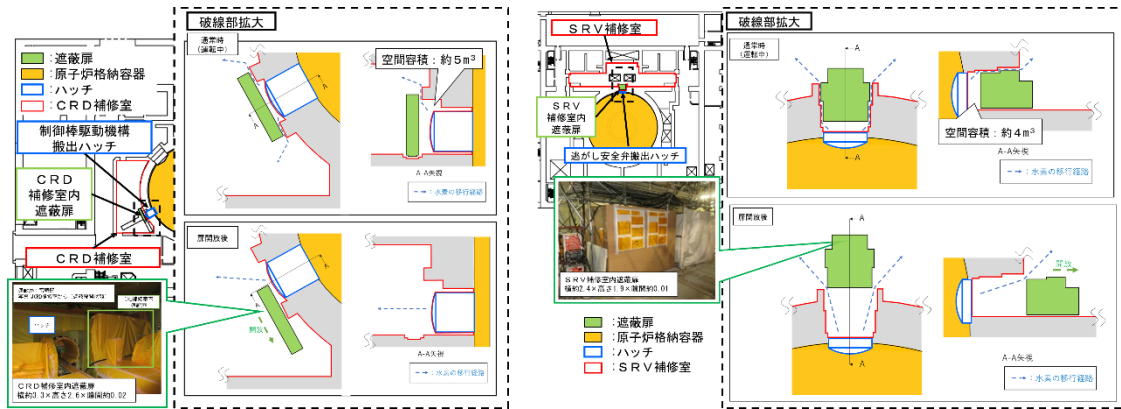 破線部拡大
通常時
(運転中)
:遮蔽扉
:原子炉格納容器
:ハッチ
:CRD補修室
制御棒駆動機構
搬出ハッチ
CRD
補修室内
遮蔽扉
CRD補修室
空間容積:約5m³
A
A
A-A矢視
:水素の移行経路
扉開放後
開放
A-A矢視
:水素の移行経路
ハッチ
CRD補修室内遮蔽扉
横約3.3×高さ2.6×隙間約0.02
SRV補修室
SRV
補修室内
遮蔽扉
逃がし安全弁搬出ハッチ
SRV補修室内遮蔽扉
横約2.4×高さ1.9×隙間約0.01
:遮蔽扉
:原子炉格納容器
:ハッチ
:SRV補修室
破線部拡大
通常時
(運転中)
A
A
空間容積:約4m³
A-A矢視
:水素の移行経路
扉開放後
A
A
開放
A-A矢視
:水素の移行経路